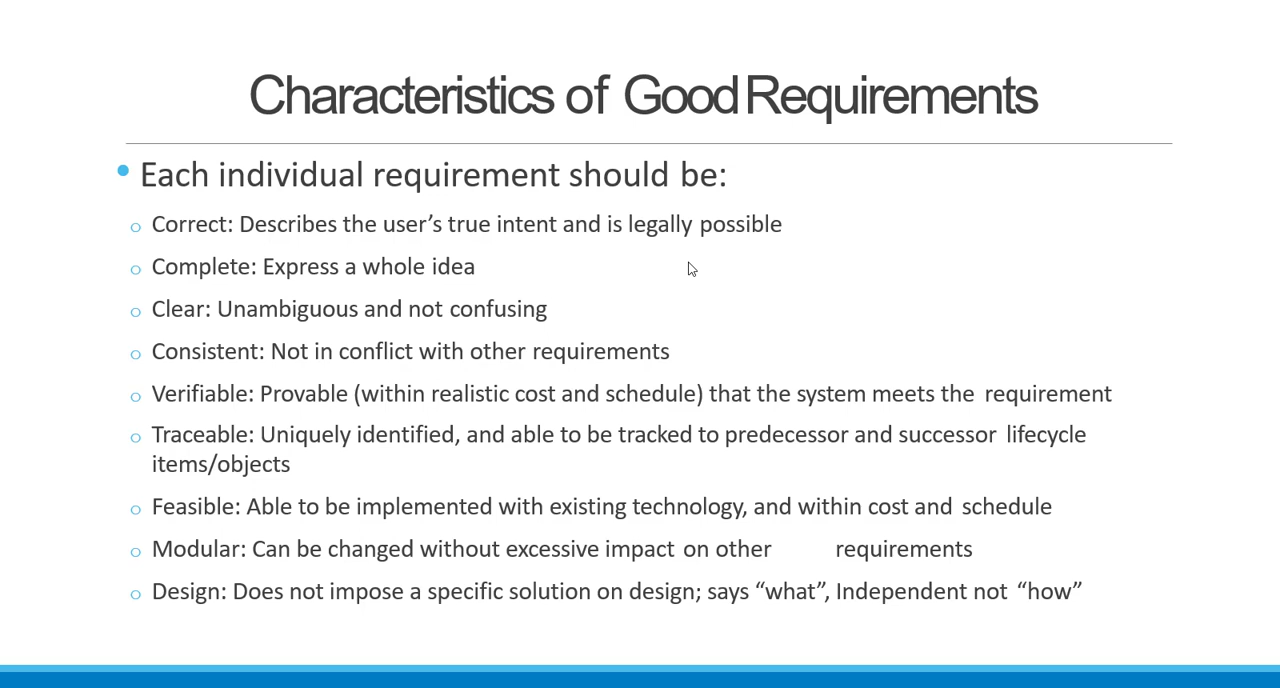 Characteristics of Good Requirements
• Each individual requirement should be:
o Correct: Describes the user’s true intent and is legally possible
o Complete: Express a whole idea
o Clear: Unambiguous and not confusing
o Consistent: Not in conflict with other requirements
o Verifiable: Provable (within realistic cost and schedule) that the system meets the requirement
o Traceable: Uniquely identified, and able to be tracked to predecessor and successor lifecycle
items/objects
o Feasible: Able to be implemented with existing technology, and within cost and schedule
o Modular: Can be changed without excessive impact on other requirements
o Design: Does not impose a specific solution on design; says “what”, Independent not “how”